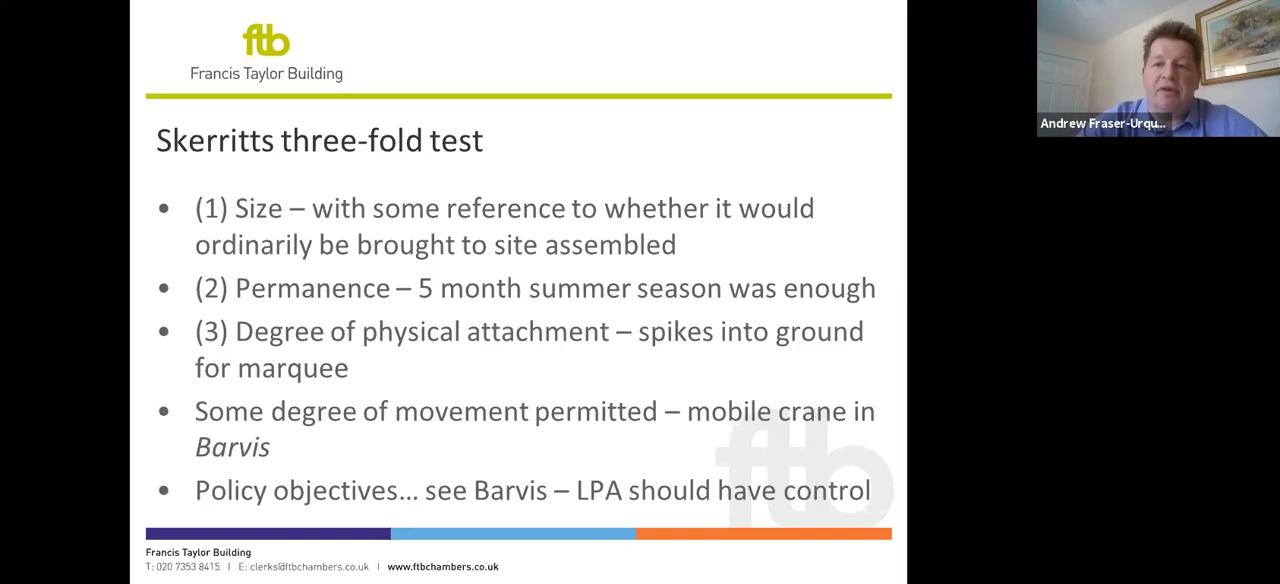 ftb
Francis Taylor Building
Andrew Fraser-Urqu...
Skerritts three-fold test
• (1) Size – with some reference to whether it would
ordinarily be brought to site assembled
• (2) Permanence – 5 month summer season was enough
• (3) Degree of physical attachment – spikes into ground
for marquee
• Some degree of movement permitted – mobile crane in
Barvis
• Policy objectives... see Barvis – LPA should have control
ftb
Francis Taylor Building
T: 020 7353 8415 I E: clerks@ftbchambers.co.uk I www.ftbchambers.co.uk